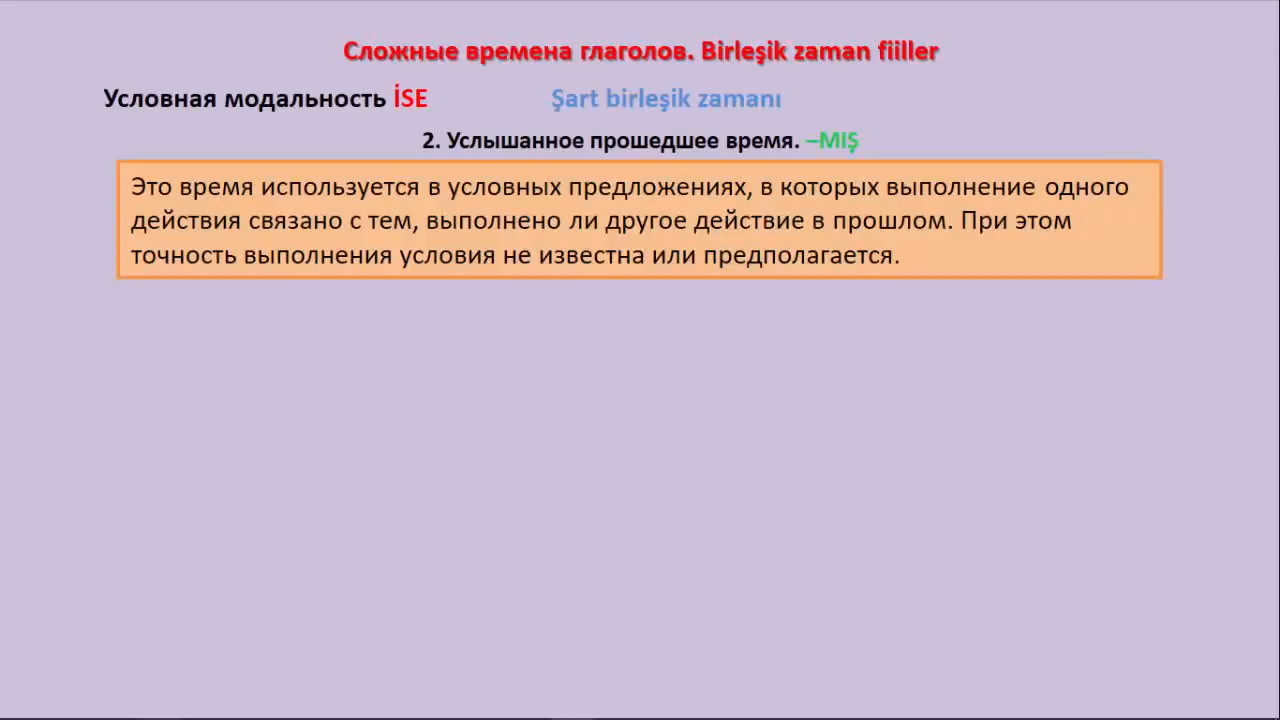 Сложные времена глаголов. Birleşik zaman fiiller
Условная модальность İSE Şart birleşik zamanı
2. Услышанное прошедшее время. –MIŞ
Это время используется в условных предложениях, в которых выполнение одного
действия связано с тем, выполнено ли другое действие в прошлом. При этом
точность выполнения условия не известна или предполагается.